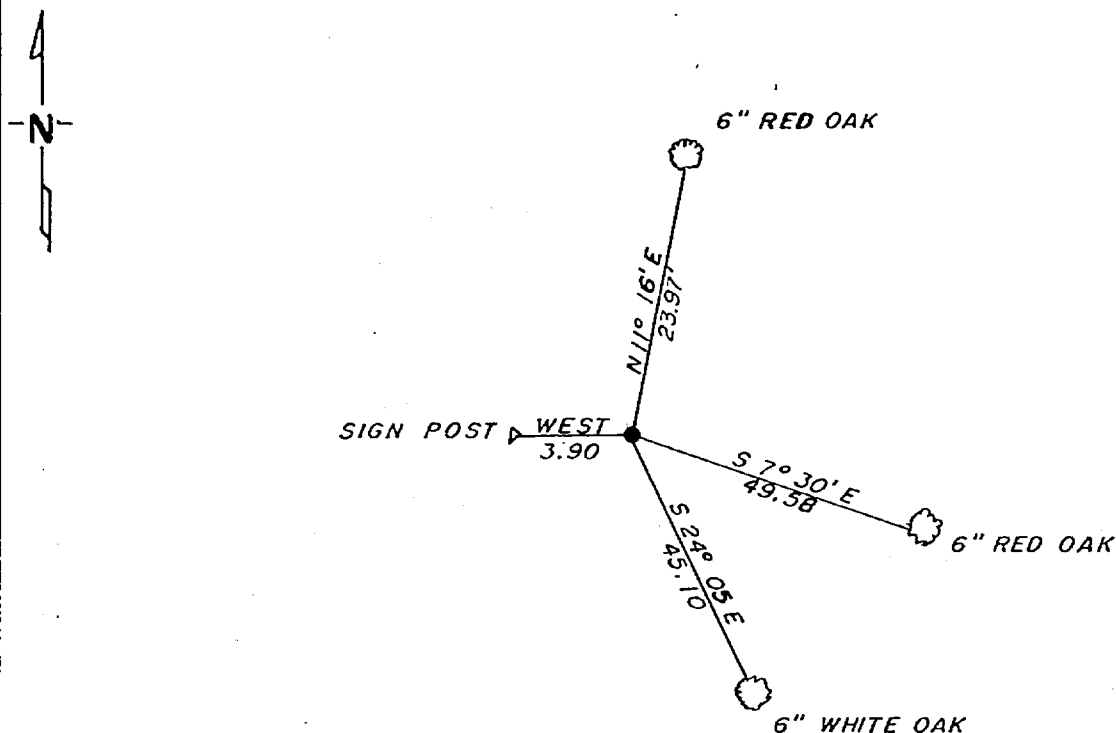 N
6" RED OAK
N 11° 16' E
23.97'
SIGN POST
WEST
3.90
S 7° 30' E
49.58
6" RED OAK
S 24° 05 E
45.10
6" WHITE OAK